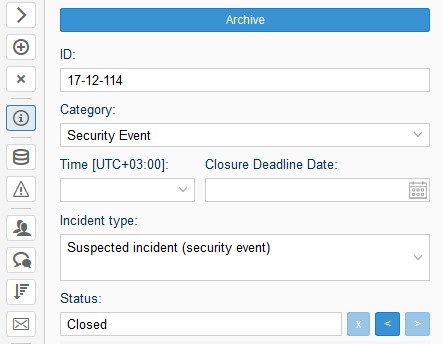 Archive
ID:
17-12-114
Category:
Security Event
Time [UTC+03:00]: Closure Deadline Date:
Incident type:
Suspected incident (security event)
Status:
Closed x < >